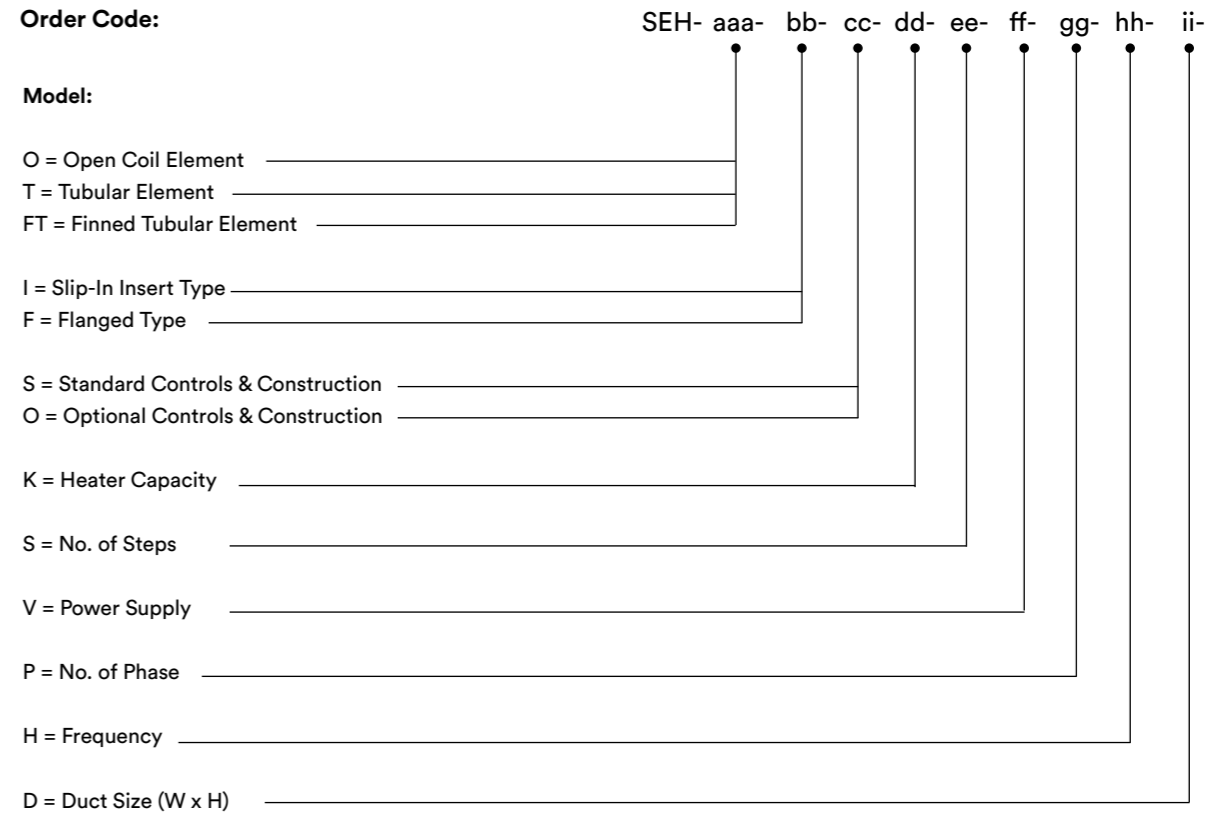 Order Code:
SEH- aaa- bb- cc- dd- ee- ff- gg- hh- ii-
Model:
O = Open Coil Element
T = Tubular Element
FT = Finned Tubular Element
I = Slip-In Insert Type
F = Flanged Type
S = Standard Controls & Construction
O = Optional Controls & Construction
K = Heater Capacity
S = No. of Steps
V = Power Supply
P = No. of Phase
H = Frequency
D = Duct Size (W x H)